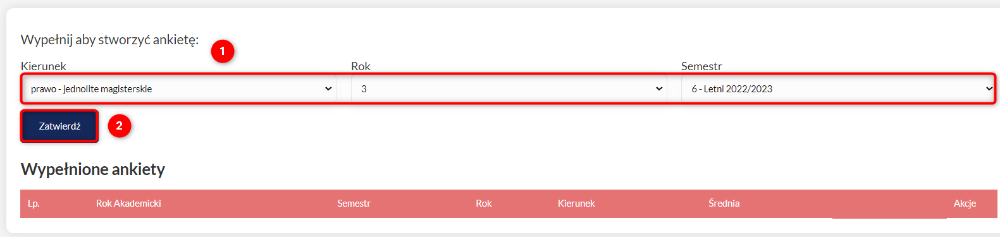 Wypełnij aby stworzyć ankietę:
1
Kierunek Rok Semestr
prawo - jednolite magisterskie 3 6 - Letni 2022/2023
Zatwierdź 2
Wypełnione ankiety
Lp. Rok Akademicki Semestr Rok Kierunek Średnia Akcje